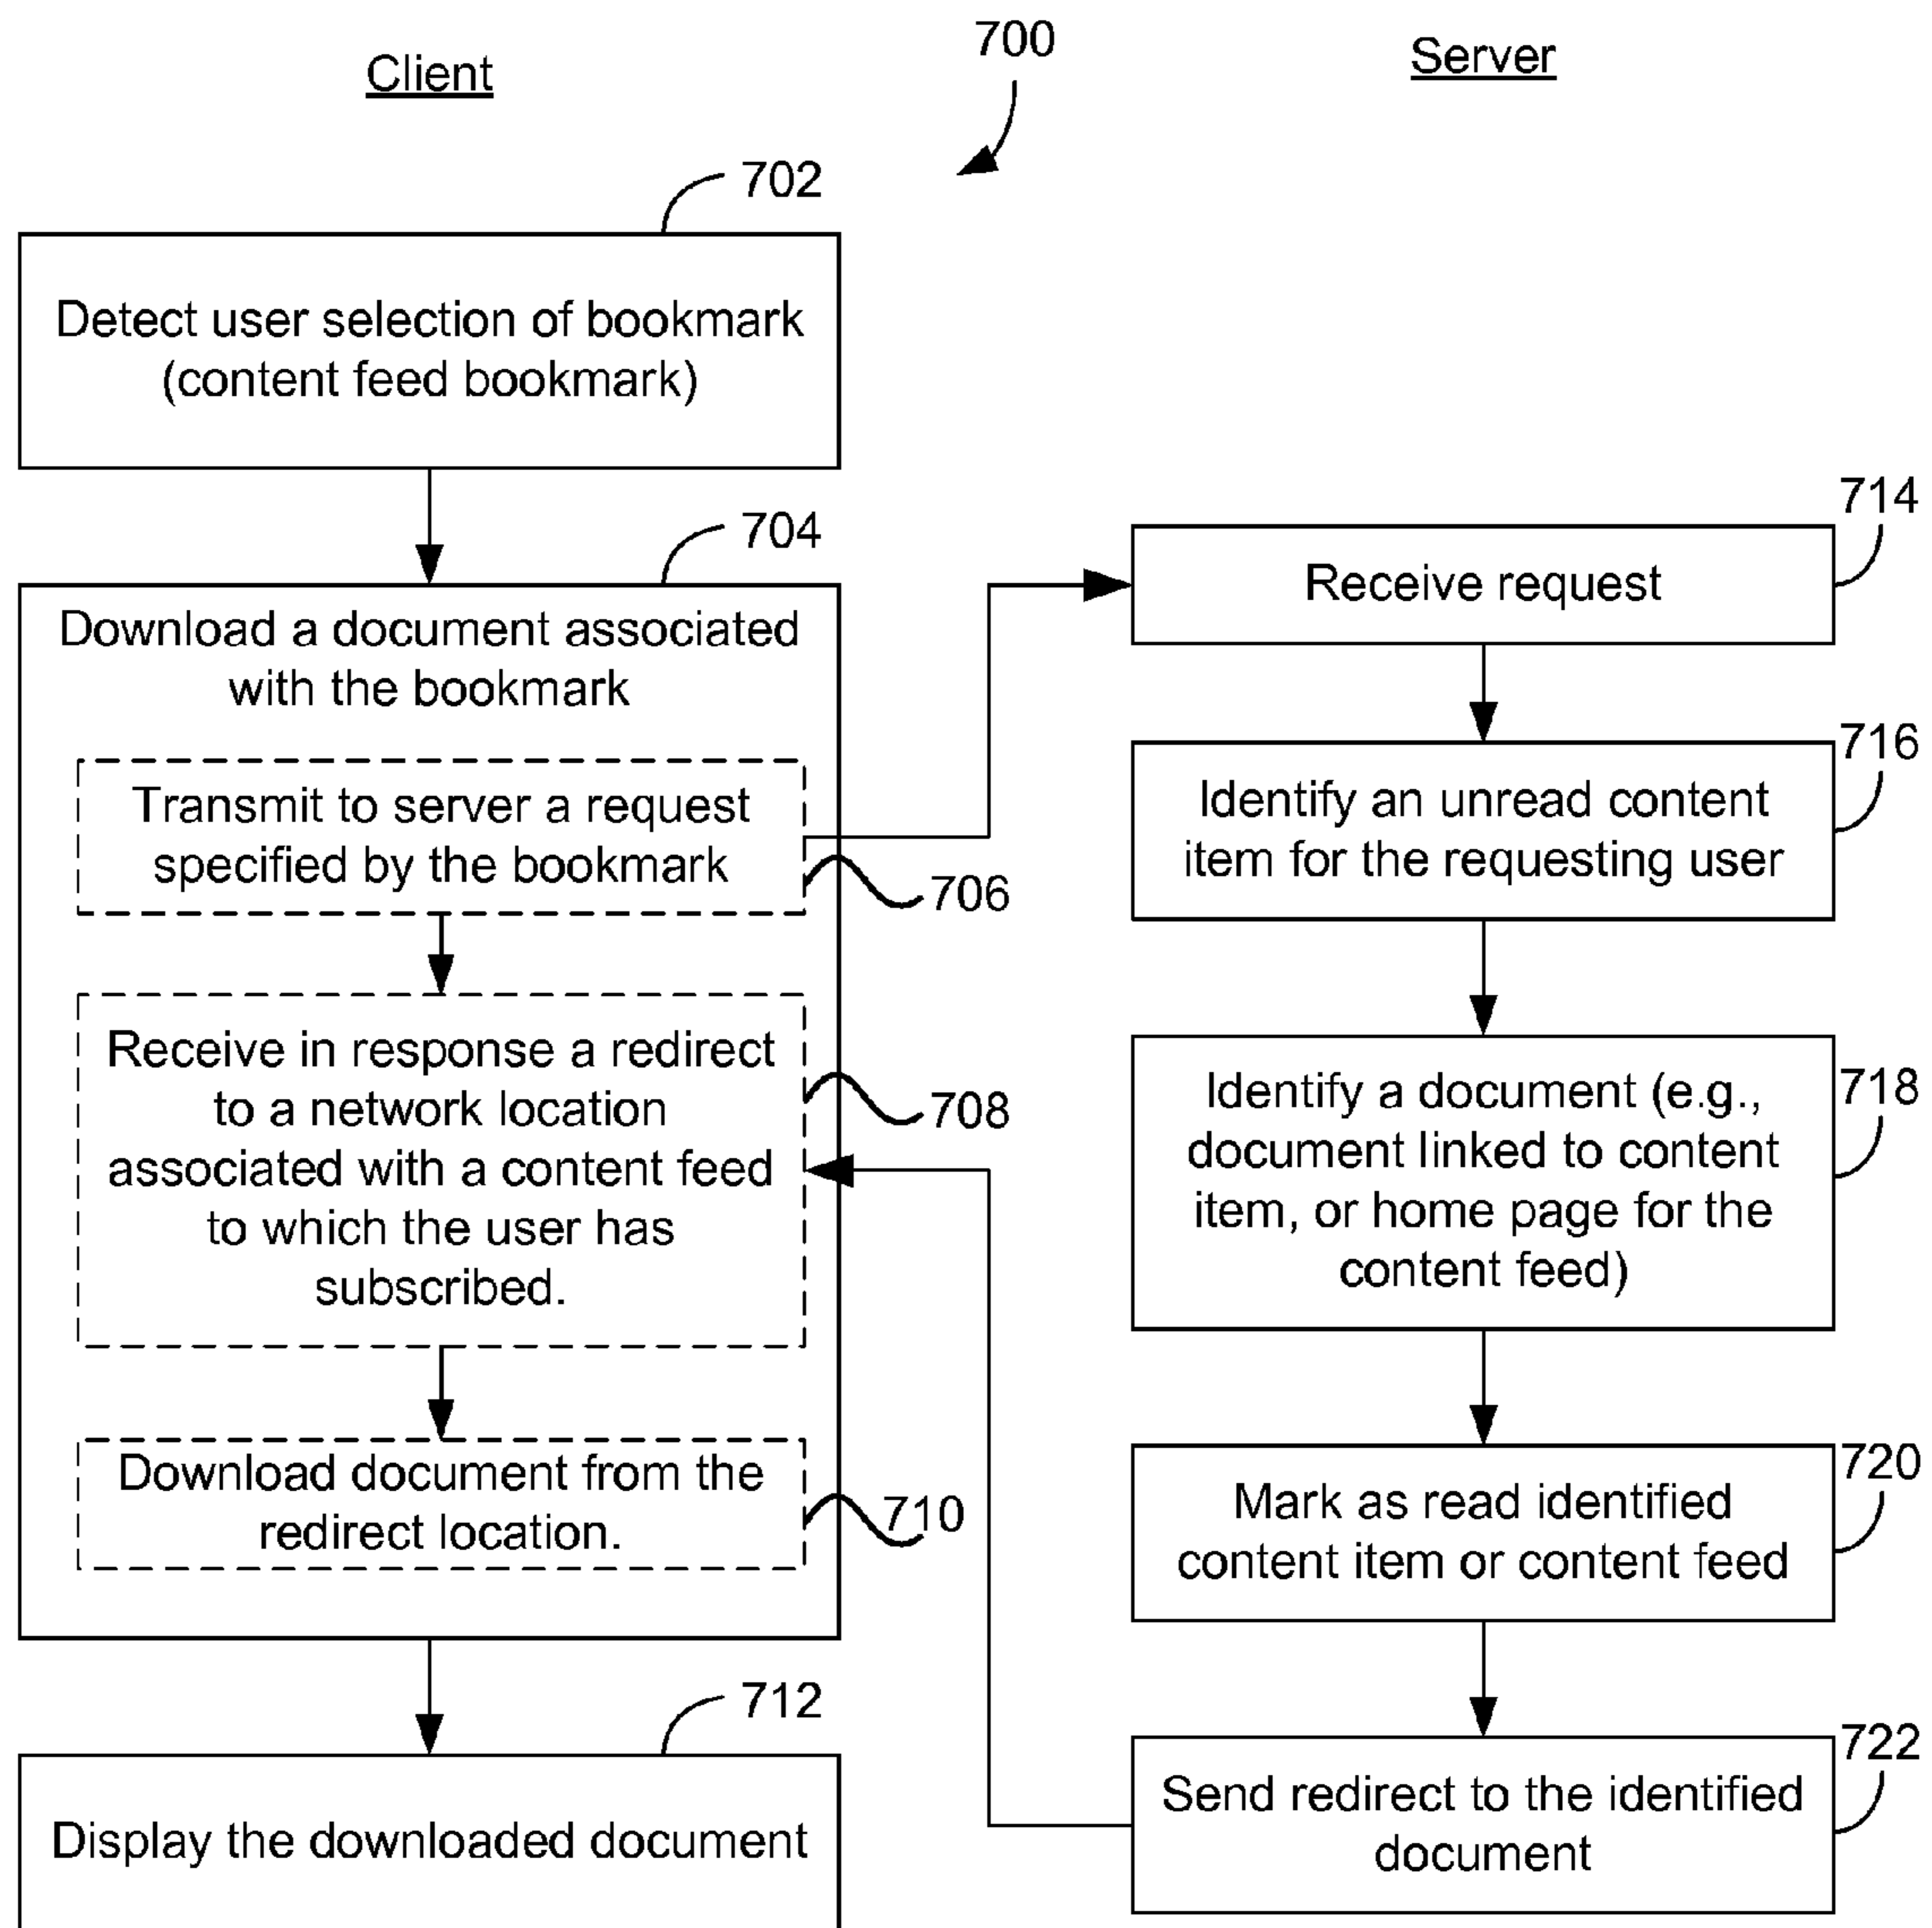 700
Client
Server
702
Detect user selection of bookmark
(content feed bookmark)
704
Download a document associated
with the bookmark
Transmit to server a request
specified by the bookmark
706
Receive in response a redirect
to a network location
associated with a content feed
to which the user has
subscribed.
708
Download document from the
redirect location.
710
712
Display the downloaded document
714
Receive request
716
Identify an unread content
item for the requesting user
718
Identify a document (e.g.,
document linked to content
item, or home page for the
content feed)
720
Mark as read identified
content item or content feed
722
Send redirect to the identified
document